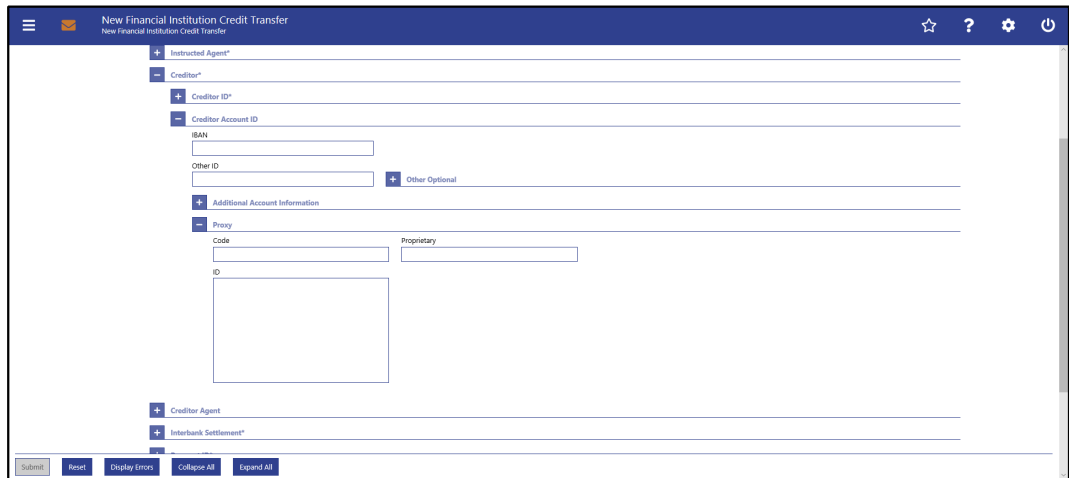 New Financial Institution Credit Transfer
New Financial Institution Credit Transfer
Instructed Agent*
Creditor*
Creditor ID*
Creditor Account ID
IBAN
Other ID
Other Optional
Additional Account Information
Proxy
Code Proprietary
ID
Creditor Agent
Interbank Settlement*
Submit Reset Display Errors Collapse All Expand All